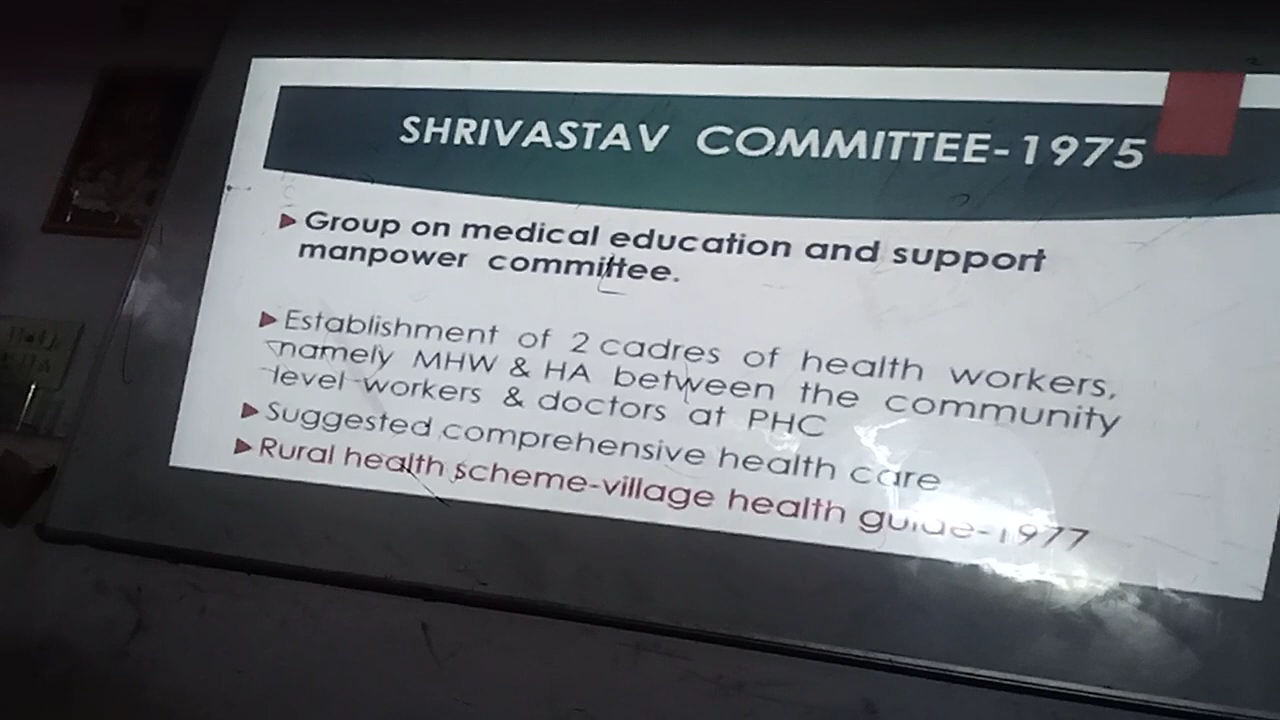 SHRIVASTAV COMMITTEE-1975
Group on medical education and support
manpower committee.
Establishment of 2 cadres of health workers,
namely MHW & HA between the community
level workers & doctors at PHC
Suggested comprehensive health care
Rural health scheme-village health guide-1977